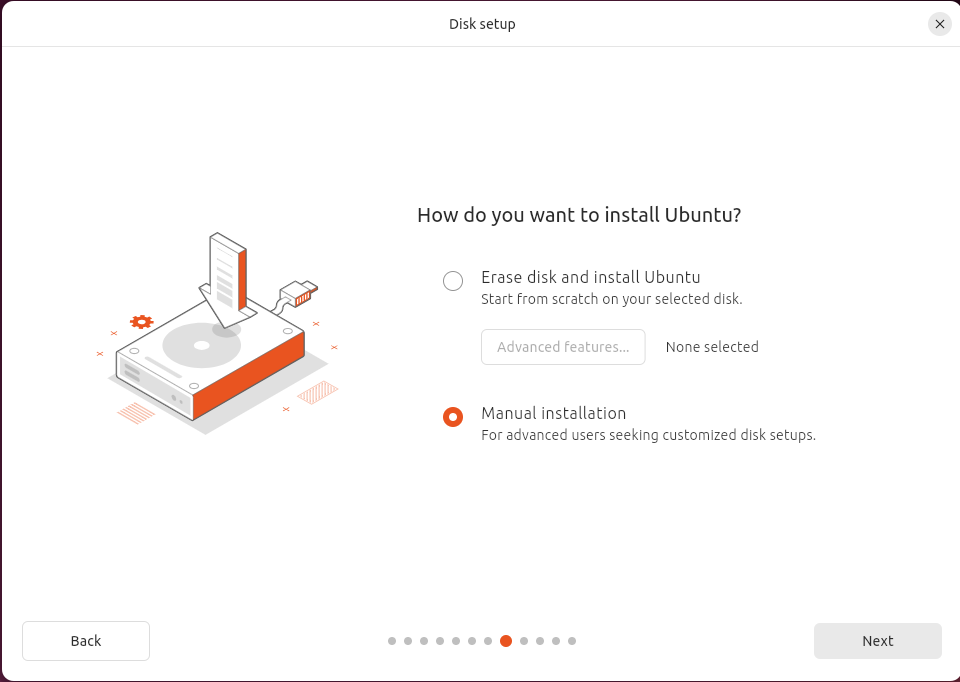 Disk setup
How do you want to install Ubuntu?
Erase disk and install Ubuntu
Start from scratch on your selected disk.
Advanced features... None selected
Manual installation
For advanced users seeking customized disk setups.
Back Next